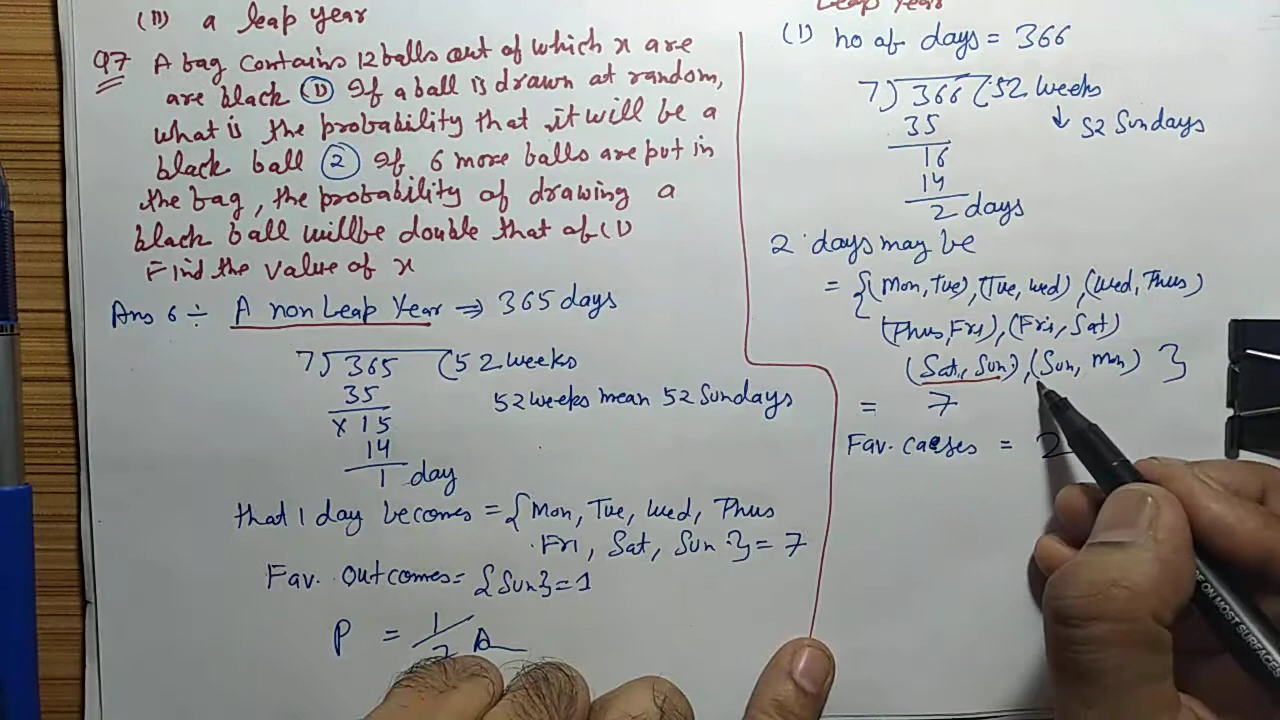 (II) a leap year
Q7 A bag contains 12 balls out of which x are
are black (1) If a ball is drawn at random,
what is the probability that it will be a
black ball (2) If 6 more balls are put in
the bag, the probability of drawing a
black ball will be double that of (1)
Find the value of x
Ans 6 ÷ A non Leap Year ⇒ 365 days
7) 365 (52 weeks
35
x 15
14
1 day
52 weeks mean 52 Sundays
that 1 day becomes = {Mon, Tue, Wed, Thus
Fri, Sat, Sun } = 7
Fav. Outcomes = {Sun} = 1
P = 1/7 A
Leap Year
(1) no of days = 366
7) 366 (52 weeks
↓ 52 Sundays
35
16
14
2 days
2 days may be
= {(Mon, Tue), (Tue, wed), (Wed, Thus)
(Thus, Fri), (Fri, Sat)
(Sat, Sun), (Sun, Mon) }
= 7
Fav. cases = 2
ON MOST SURFACES